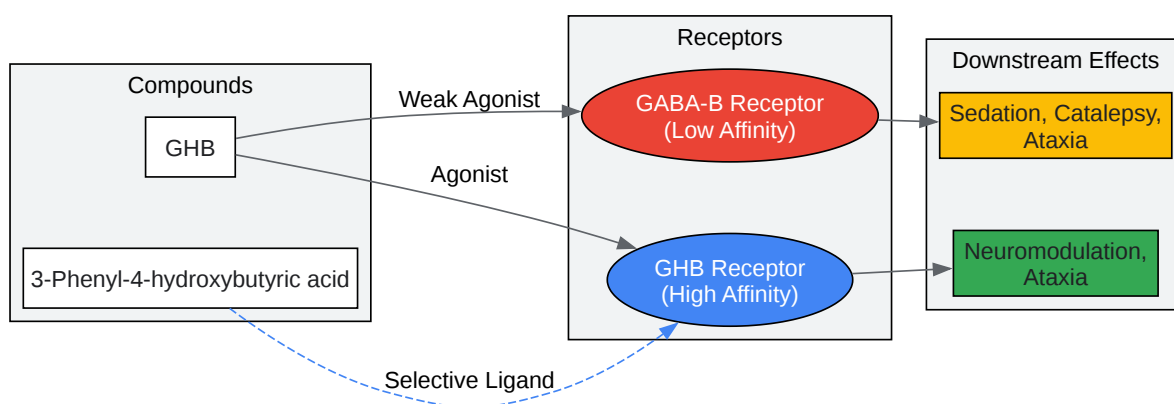 Compounds
GHB
3-Phenyl-4-hydroxybutyric acid
Weak Agonist
Agonist
Selective Ligand
Receptors
GABA-B Receptor
(Low Affinity)
GHB Receptor
(High Affinity)
Downstream Effects
Sedation, Catalepsy,
Ataxia
Neuromodulation,
Ataxia